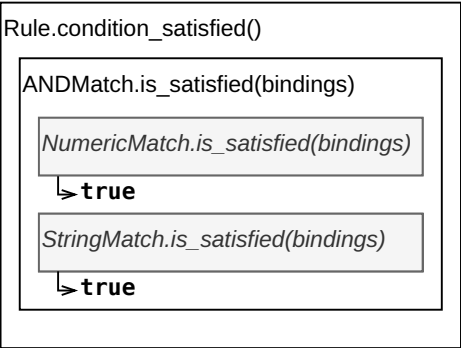 Rule.condition_satisfied()
ANDMatch.is_satisfied(bindings)
NumericMatch.is_satisfied(bindings)
true
StringMatch.is_satisfied(bindings)
true